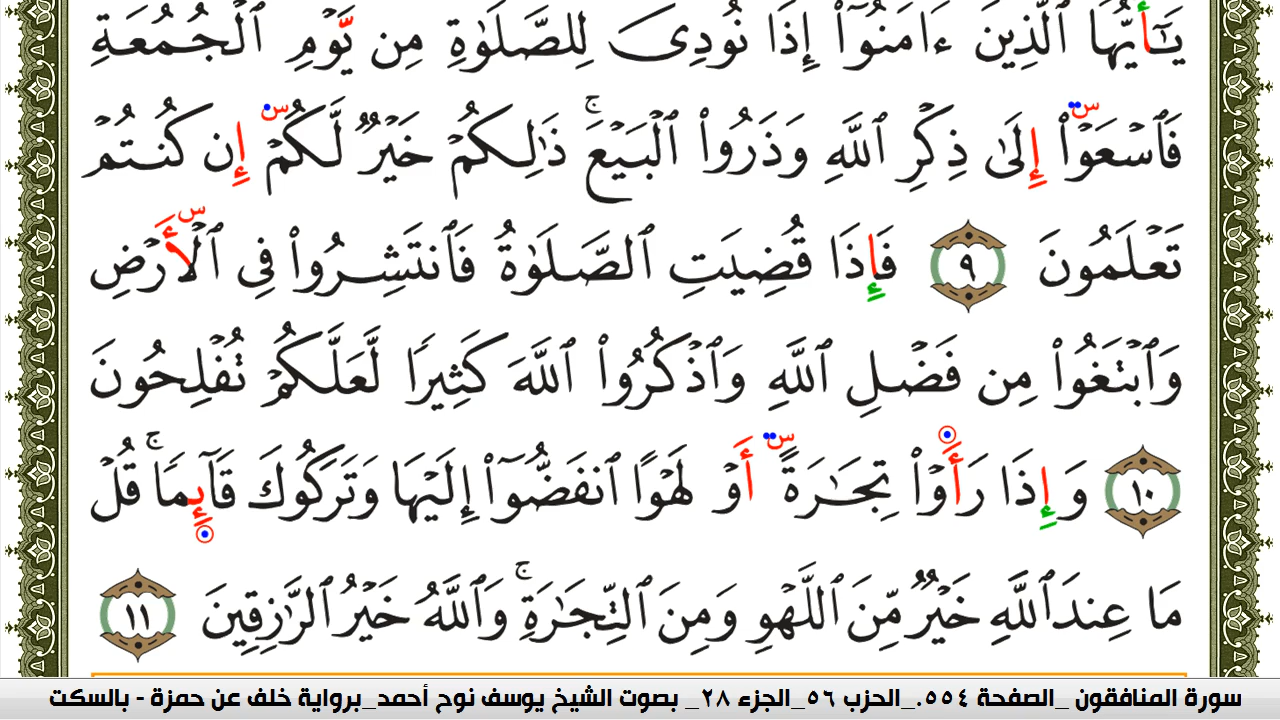 يَـٰٓأَيُّهَا ٱلَّذِينَ ءَامَنُوٓا۟ إِذَا نُودِىَ لِلصَّلَوٰةِ مِن يَوْمِ ٱلْجُمُعَةِ
فَٱسْعَوْا۟ س إِلَىٰ ذِكْرِ ٱللَّهِ وَذَرُوا۟ ٱلْبَيْعَ ۚ ذَٰلِكُمْ خَيْرٌ لَّكُمْ س إِن كُنتُمْ
تَعْلَمُونَ ٩ فَإِذَا قُضِيَتِ ٱلصَّلَوٰةُ فَٱنتَشِرُوا۟ فِى ٱلْ س أَرْضِ
وَٱبْتَغُوا۟ مِن فَضْلِ ٱللَّهِ وَٱذْكُرُوا۟ ٱللَّهَ كَثِيرًا لَّعَلَّكُمْ تُفْلِحُونَ
١٠ وَإِذَا رَأَوْا۟ تِجَـٰرَةً س أَوْ لَهْوًا ٱنفَضُّوٓا۟ إِلَيْهَا وَتَرَكُوكَ قَآئِمًا ۚ قُلْ
مَا عِندَ ٱللَّهِ خَيْرٌ مِّنَ ٱللَّهْوِ وَمِنَ ٱلتِّجَـٰرَةِ ۚ وَٱللَّهُ خَيْرُ ٱلرَّٰزِقِينَ ١١
سورة المنافقون _الصفحة ٥٥٤._الحزب ٥٦_الجزء ٢٨_ بصوت الشيخ يوسف نوح أحمد_برواية خلف عن حمزة - بالسكت